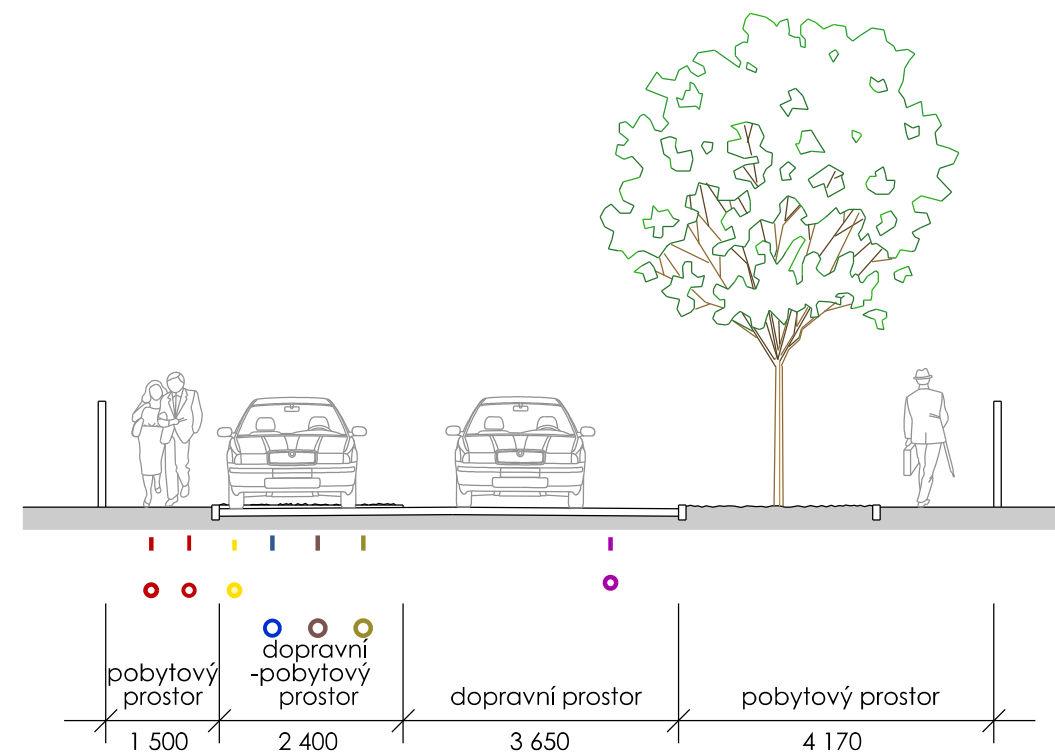 pobytový
prostor
dopravní
-pobytový
prostor
dopravní prostor
pobytový prostor
1 500
2 400
3 650
4 170